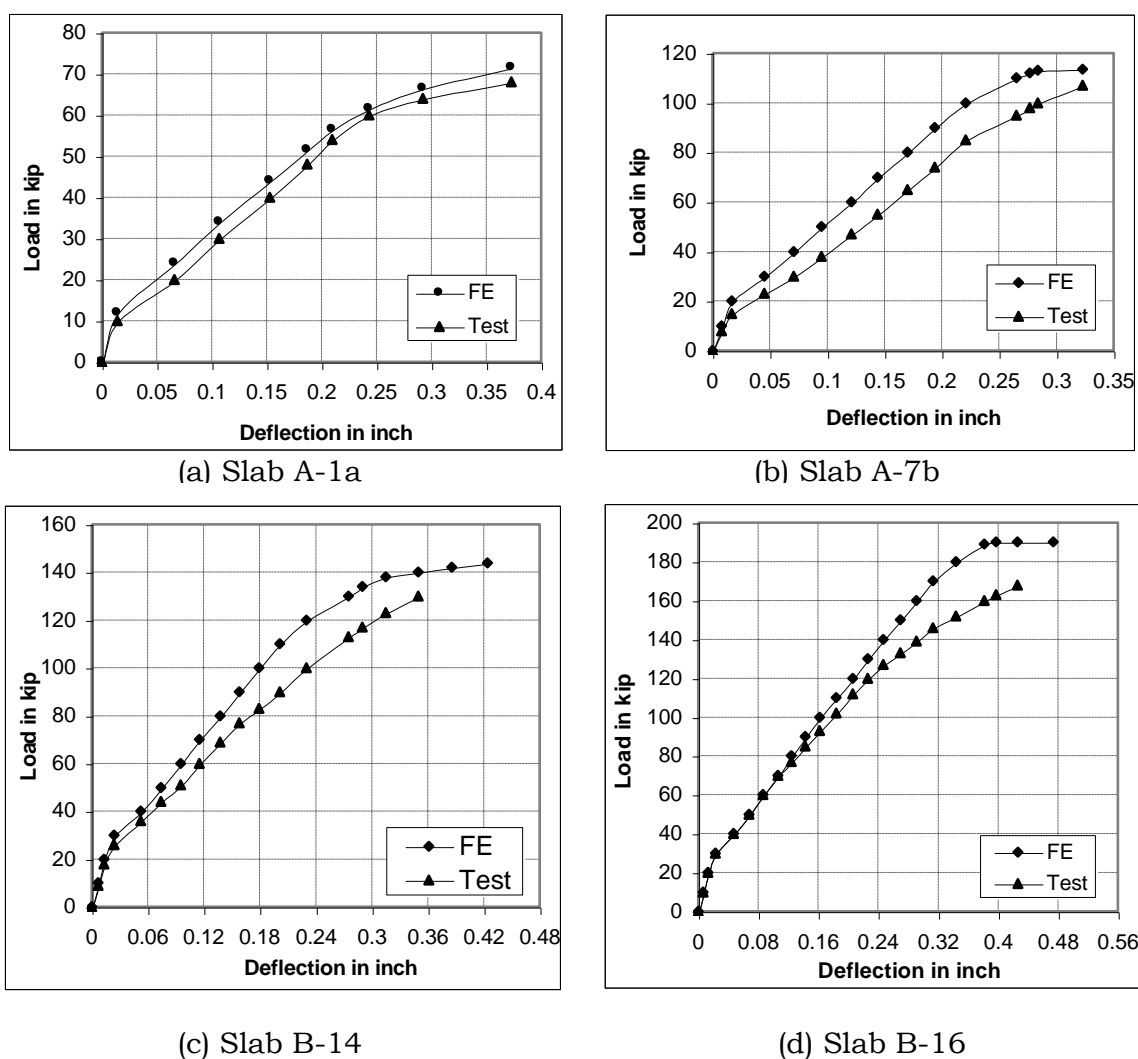 80
70
60
50
40
30
20
10
0
Load in kip
FE
Test
0 0.05 0.1 0.15 0.2 0.25 0.3 0.35 0.4
Deflection in inch
(a) Slab A-1a
120
100
80
60
40
20
0
Load in kip
FE
Test
0 0.05 0.1 0.15 0.2 0.25 0.3 0.35
Deflection in inch
(b) Slab A-7b
160
140
120
100
80
60
40
20
0
Load in kip
FE
Test
0 0.06 0.12 0.18 0.24 0.3 0.36 0.42 0.48
Deflection in inch
(c) Slab B-14
200
180
160
140
120
100
80
60
40
20
0
Load in kip
FE
Test
0 0.08 0.16 0.24 0.32 0.4 0.48 0.56
Deflection in inch
(d) Slab B-16